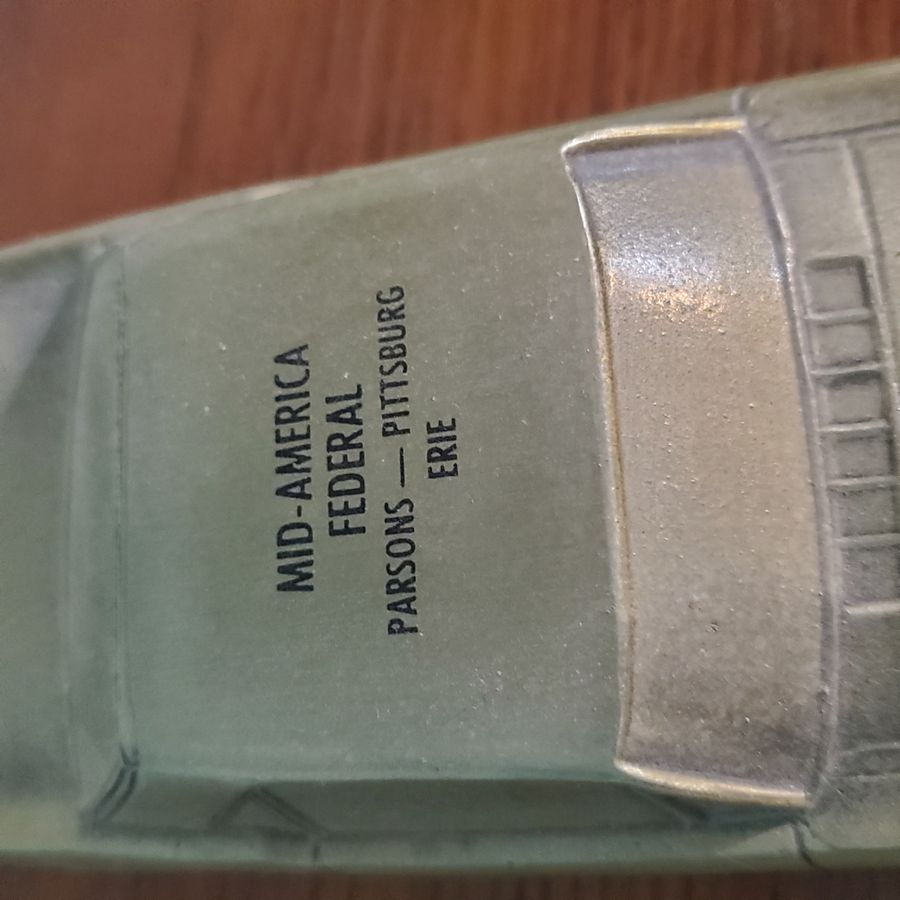 MID-AMERICA
FEDERAL
PARSONS — PITTSBURG
ERIE